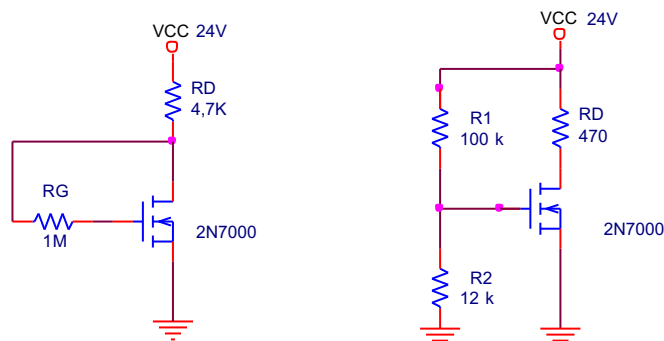 VCC 24V
RD
4,7K
RG
1M
2N7000
VCC 24V
R1
100 k
RD
470
2N7000
R2
12 k